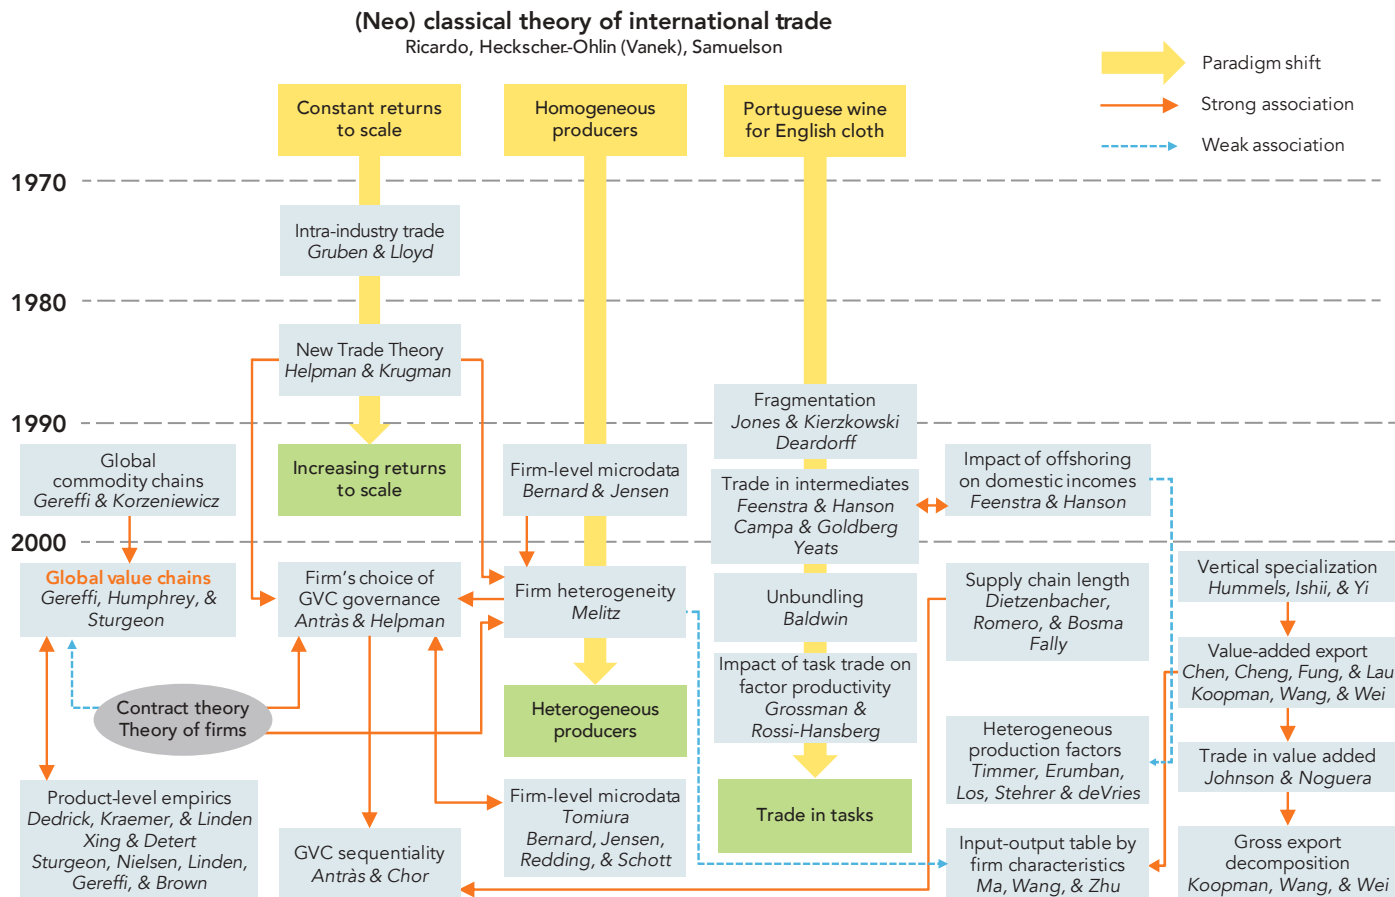 (Neo) classical theory of international trade
Ricardo, Heckscher-Ohlin (Vanek), Samuelson
Paradigm shift
Strong association
Weak association
Constant returns
to scale
Homogeneous
producers
Portuguese wine
for English cloth
1970
Intra-industry trade
Gruben & Lloyd
1980
New Trade Theory
Helpman & Krugman
Fragmentation
Jones & Kierzkowski
Deardorff
1990
Global
commodity chains
Gereffi & Korzeniewicz
Increasing returns
to scale
Firm-level microdata
Bernard & Jensen
Trade in intermediates
Feenstra & Hanson
Campa & Goldberg
Yeats
Impact of offshoring
on domestic incomes
Feenstra & Hanson
2000
Global value chains
Gereffi, Humphrey, &
Sturgeon
Firm's choice of
GVC governance
Antràs & Helpman
Firm heterogeneity
Melitz
Unbundling
Baldwin
Supply chain length
Dietzenbacher,
Romero, & Bosma
Fally
Vertical specialization
Hummels, Ishii, & Yi
Value-added export
Chen, Cheng, Fung, & Lau
Koopman, Wang, & Wei
Impact of task trade on
factor productivity
Grossman &
Rossi-Hansberg
Contract theory
Theory of firms
Heterogeneous
producers
Heterogeneous
production factors
Timmer, Erumban,
Los, Stehrer & deVries
Trade in value added
Johnson & Noguera
Product-level empirics
Dedrick, Kraemer, & Linden
Xing & Detert
Sturgeon, Nielsen, Linden,
Gereffi, & Brown
GVC sequentiality
Antràs & Chor
Firm-level microdata
Tomiura
Bernard, Jensen,
Redding, & Schott
Trade in tasks
Input-output table by
firm characteristics
Ma, Wang, & Zhu
Gross export
decomposition
Koopman, Wang, & Wei